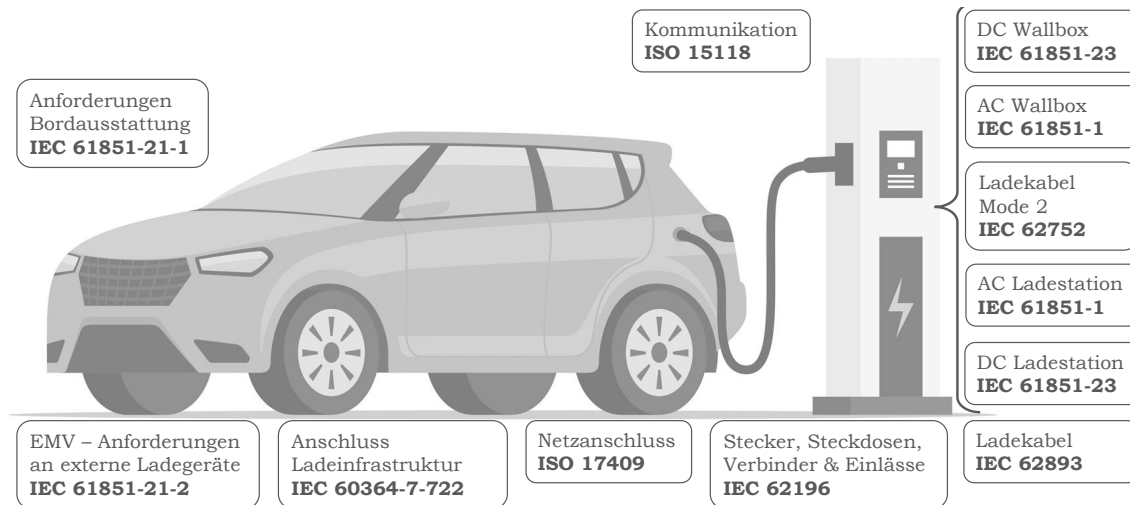 Kommunikation
ISO 15118
DC Wallbox
IEC 61851-23
Anforderungen
Bordausstattung
IEC 61851-21-1
AC Wallbox
IEC 61851-1
Ladekabel
Mode 2
IEC 62752
AC Ladestation
IEC 61851-1
DC Ladestation
IEC 61851-23
EMV – Anforderungen
an externe Ladegeräte
IEC 61851-21-2
Anschluss
Ladeinfrastruktur
IEC 60364-7-722
Netzanschluss
ISO 17409
Stecker, Steckdosen,
Verbinder & Einlässe
IEC 62196
Ladekabel
IEC 62893